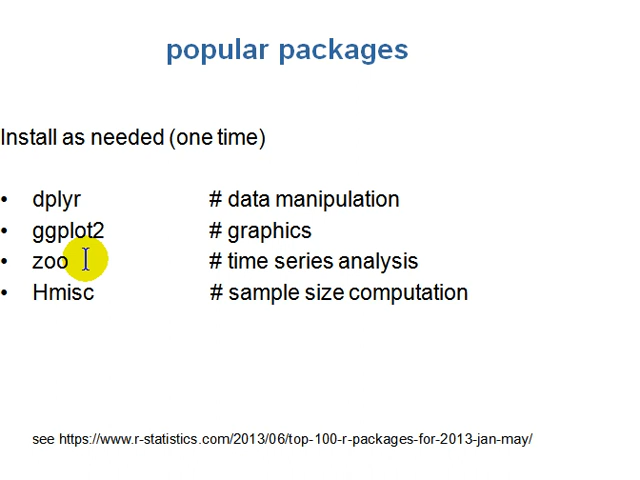 popular packages
Install as needed (one time)
• dplyr # data manipulation
• ggplot2 # graphics
• zoo # time series analysis
• Hmisc # sample size computation
see https://www.r-statistics.com/2013/06/top-100-r-packages-for-2013-jan-may/